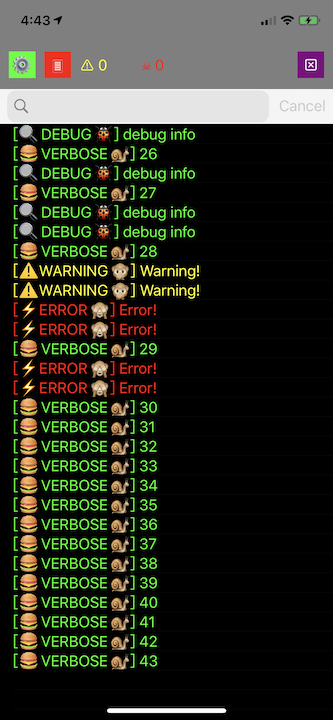 4:43
⚠ 0 ☠ 0
Cancel
[🔍 DEBUG 🐞] debug info
[🍔 VERBOSE 🐌] 26
[🔍 DEBUG 🐞] debug info
[🍔 VERBOSE 🐌] 27
[🔍 DEBUG 🐞] debug info
[🔍 DEBUG 🐞] debug info
[🍔 VERBOSE 🐌] 28
[⚠️WARNING 🐵] Warning!
[⚠️WARNING 🐵] Warning!
[⚡ERROR 🙈] Error!
[⚡ERROR 🙈] Error!
[🍔 VERBOSE 🐌] 29
[⚡ERROR 🙈] Error!
[⚡ERROR 🙈] Error!
[🍔 VERBOSE 🐌] 30
[🍔 VERBOSE 🐌] 31
[🍔 VERBOSE 🐌] 32
[🍔 VERBOSE 🐌] 33
[🍔 VERBOSE 🐌] 34
[🍔 VERBOSE 🐌] 35
[🍔 VERBOSE 🐌] 36
[🍔 VERBOSE 🐌] 37
[🍔 VERBOSE 🐌] 38
[🍔 VERBOSE 🐌] 39
[🍔 VERBOSE 🐌] 40
[🍔 VERBOSE 🐌] 41
[🍔 VERBOSE 🐌] 42
[🍔 VERBOSE 🐌] 43